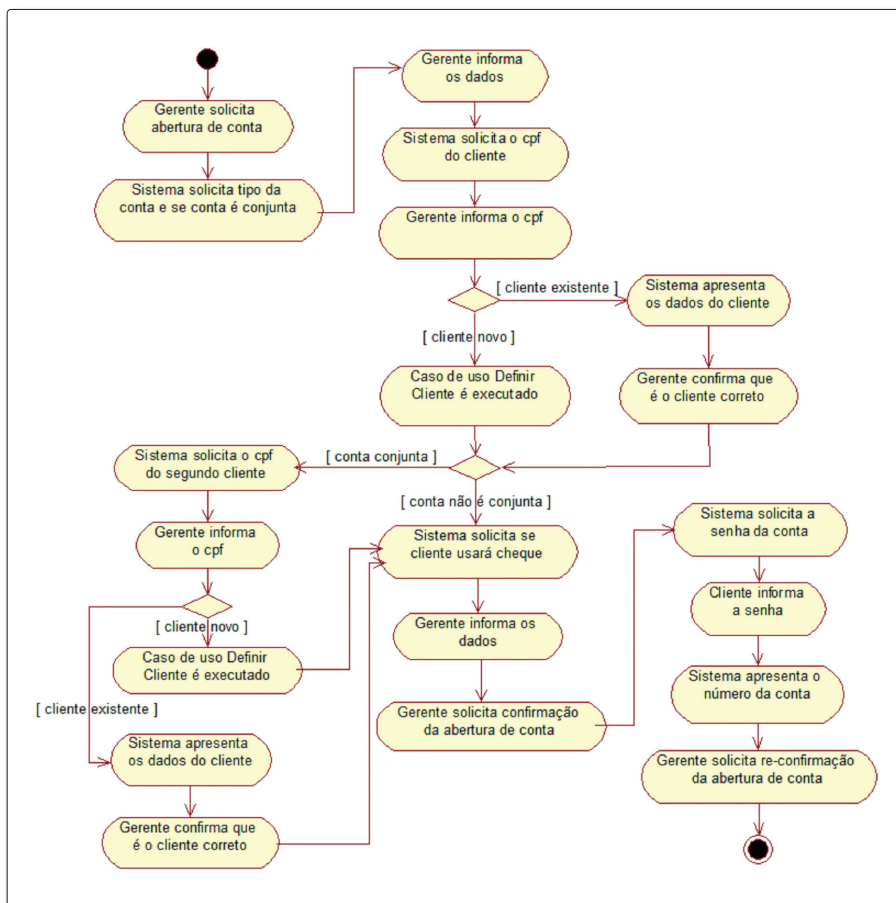 Gerente solicita
abertura de conta
Sistema solicita tipo da
conta e se conta é conjunta
Gerente informa
os dados
Sistema solicita o cpf
do cliente
Gerente informa o cpf
[ cliente existente ]
Sistema apresenta
os dados do cliente
Gerente confirma que
é o cliente correto
[ cliente novo ]
Caso de uso Definir
Cliente é executado
[ conta conjunta ]
Sistema solicita o cpf
do segundo cliente
Gerente informa
o cpf
[ cliente novo ]
Caso de uso Definir
Cliente é executado
[ cliente existente ]
Sistema apresenta
os dados do cliente
Gerente confirma que
é o cliente correto
[ conta não é conjunta ]
Sistema solicita se
cliente usará cheque
Gerente informa os
dados
Gerente solicita confirmação
da abertura de conta
Sistema solicita a
senha da conta
Cliente informa
a senha
Sistema apresenta o
número da conta
Gerente solicita re-confirmação
da abertura de conta